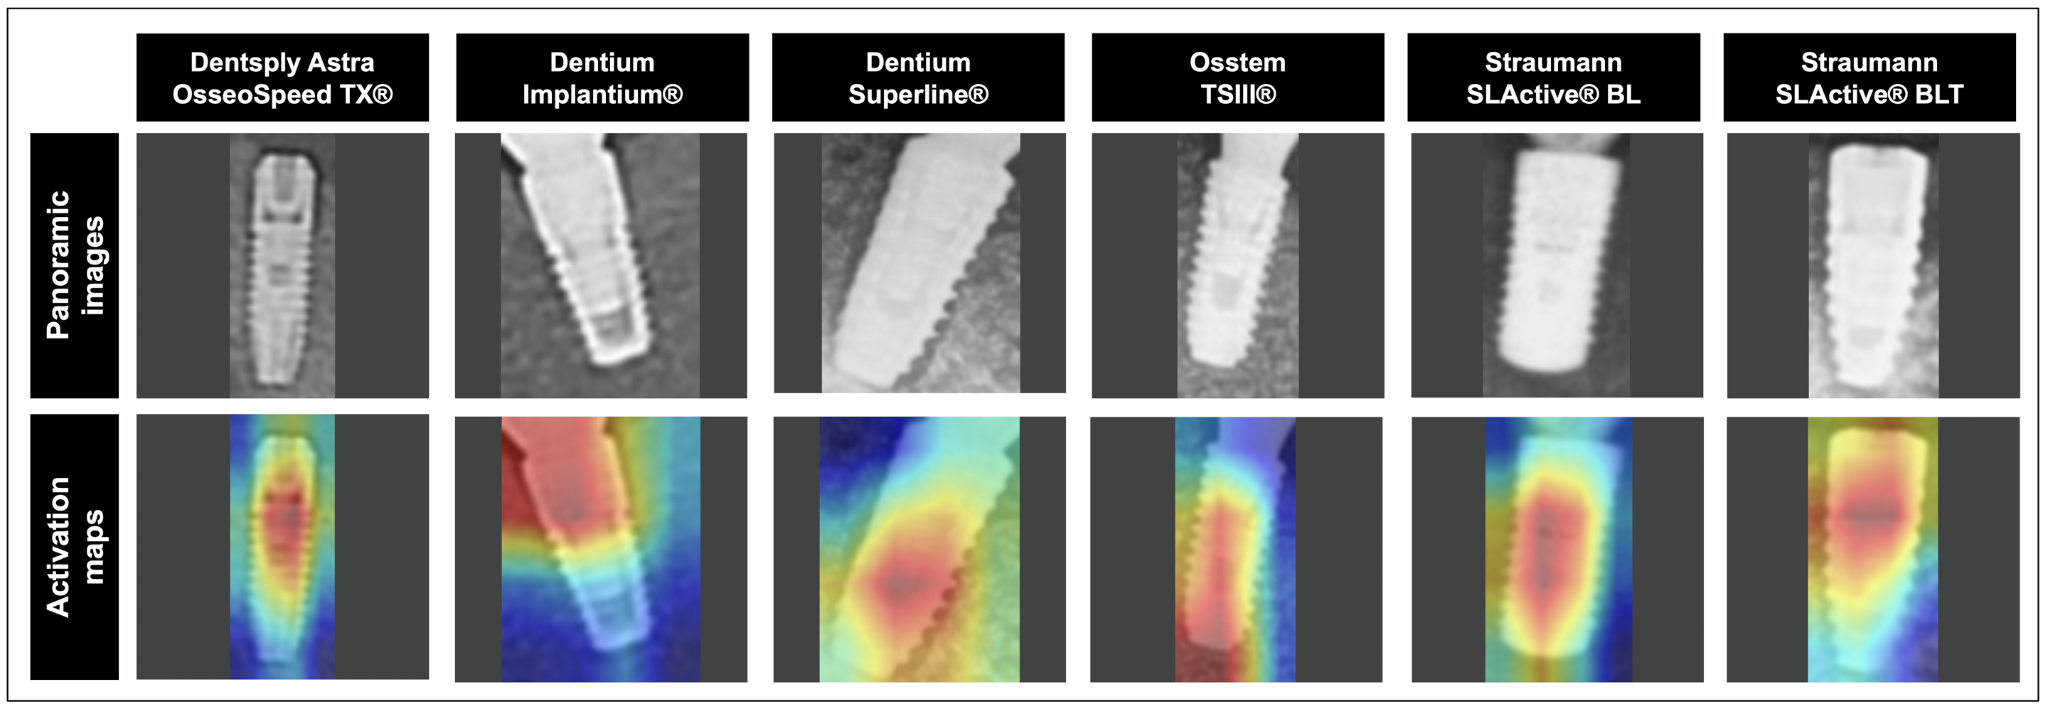 Dentsply Astra
OsseoSpeed TX®
Dentium
Implantium®
Dentium
Superline®
Osstem
TSIII®
Straumann
SLActive® BL
Straumann
SLActive® BLT
Panoramic
images
Activation
maps